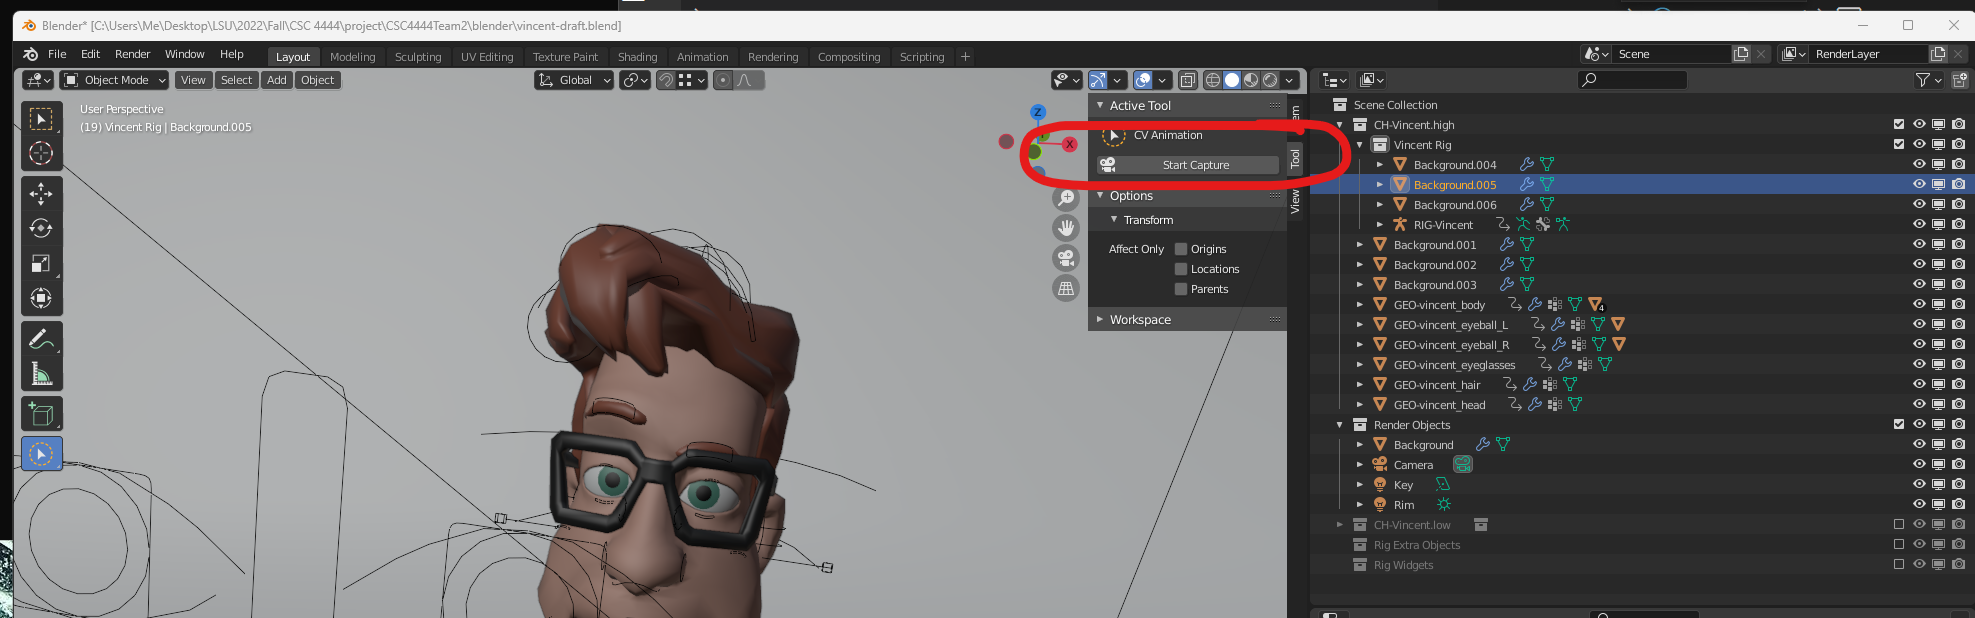 Blender* [C:\Users\Me\Desktop\LSU\2022\Fall\CSC 4444\project\CSC4444Team2\blender\vincent-draft.blend]
File Edit Render Window Help Layout Modeling Sculpting UV Editing Texture Paint Shading Animation Rendering Compositing Scripting + Scene RenderLayer
Object Mode View Select Add Object Global
User Perspective
(19) Vincent Rig | Background.005
Z
X
Active Tool
CV Animation
Start Capture
Options
Transform
Affect Only Origins
Locations
Parents
Workspace
Tool
View
Scene Collection
CH-Vincent.high
Vincent Rig
Background.004
Background.005
Background.006
RIG-Vincent
Background.001
Background.002
Background.003
GEO-vincent_body 4
GEO-vincent_eyeball_L
GEO-vincent_eyeball_R
GEO-vincent_eyeglasses
GEO-vincent_hair
GEO-vincent_head
Render Objects
Background
Camera
Key
Rim
CH-Vincent.low
Rig Extra Objects
Rig Widgets